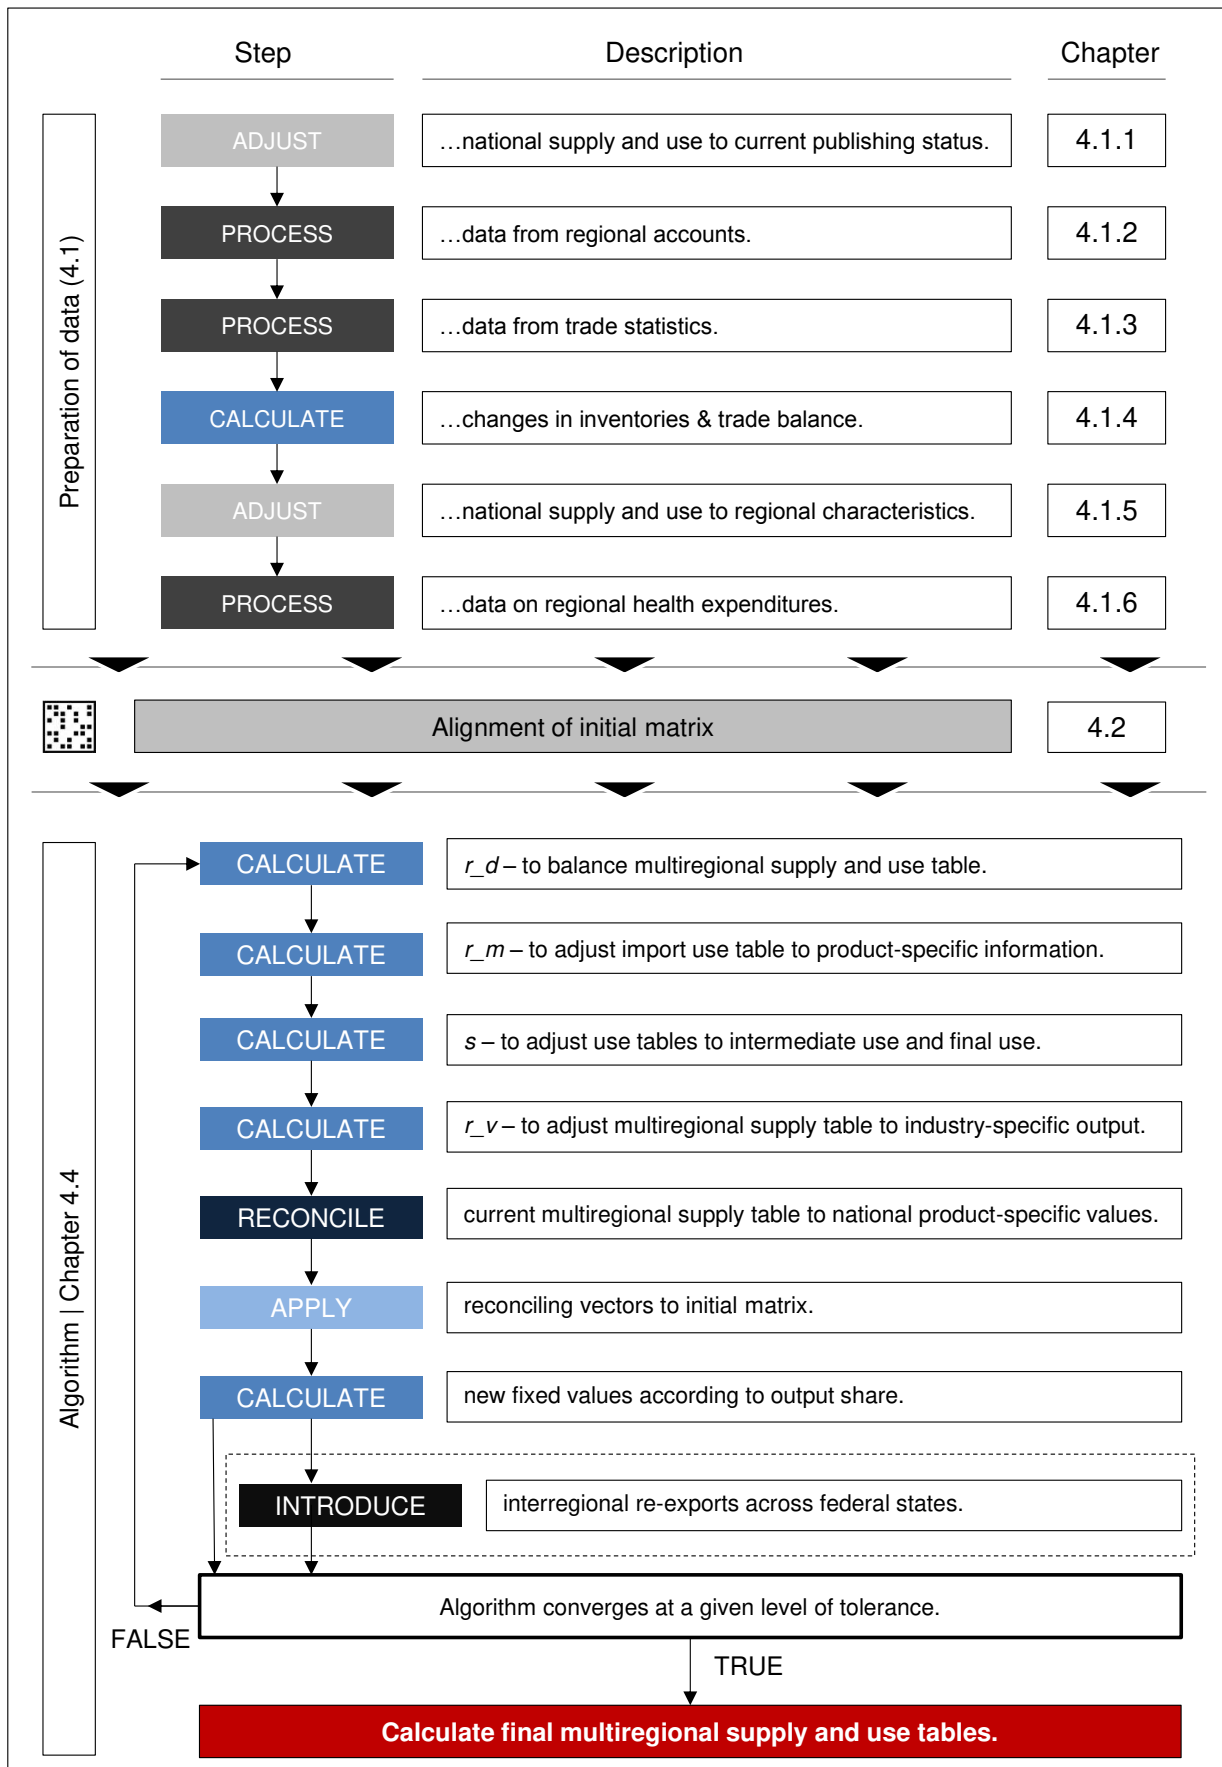 Step Description Chapter
Preparation of data (4.1)
ADJUST …national supply and use to current publishing status. 4.1.1
PROCESS …data from regional accounts. 4.1.2
PROCESS …data from trade statistics. 4.1.3
CALCULATE …changes in inventories & trade balance. 4.1.4
ADJUST …national supply and use to regional characteristics. 4.1.5
PROCESS …data on regional health expenditures. 4.1.6
Alignment of initial matrix 4.2
Algorithm | Chapter 4.4
CALCULATE r_d – to balance multiregional supply and use table.
CALCULATE r_m – to adjust import use table to product-specific information.
CALCULATE s – to adjust use tables to intermediate use and final use.
CALCULATE r_v – to adjust multiregional supply table to industry-specific output.
RECONCILE current multiregional supply table to national product-specific values.
APPLY reconciling vectors to initial matrix.
CALCULATE new fixed values according to output share.
INTRODUCE interregional re-exports across federal states.
Algorithm converges at a given level of tolerance.
FALSE
TRUE
Calculate final multiregional supply and use tables.